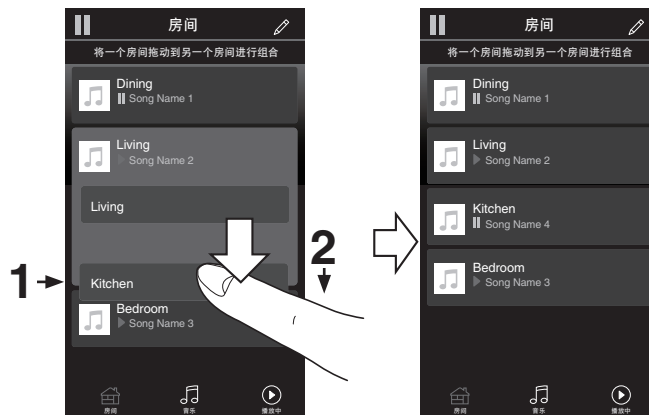 房间
将一个房间拖动到另一个房间进行组合
Dining
Song Name 1
Living
Song Name 2
Living
Kitchen
Bedroom
Song Name 3
房间
音乐
播放中
1
2
房间
将一个房间拖动到另一个房间进行组合
Dining
Song Name 1
Living
Song Name 2
Kitchen
Song Name 4
Bedroom
Song Name 3
房间
音乐
播放中